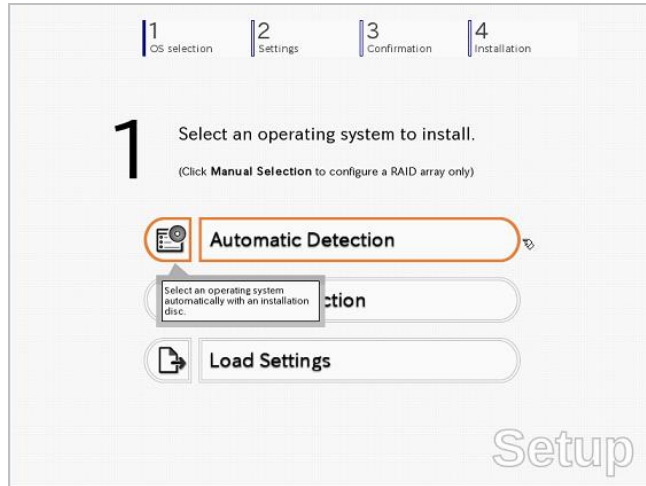 1
OS selection
2
Settings
3
Confirmation
4
Installation
1
Select an operating system to install.
(Click Manual Selection to configure a RAID array only)
Automatic Detection
Select an operating system
automatically with an installation
disc.
ction
Load Settings
Setup